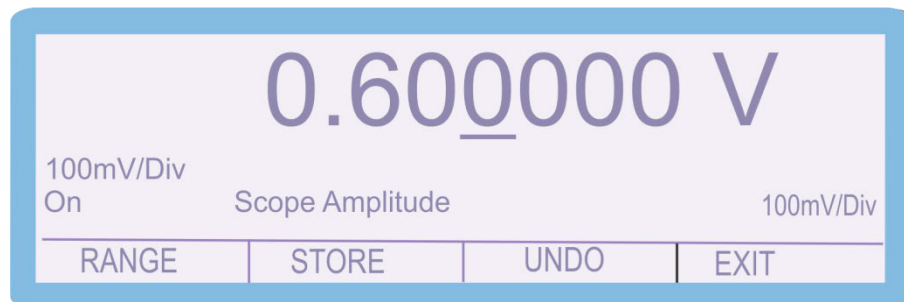 0.600000 V
100mV/Div
On Scope Amplitude 100mV/Div
RANGE STORE UNDO EXIT